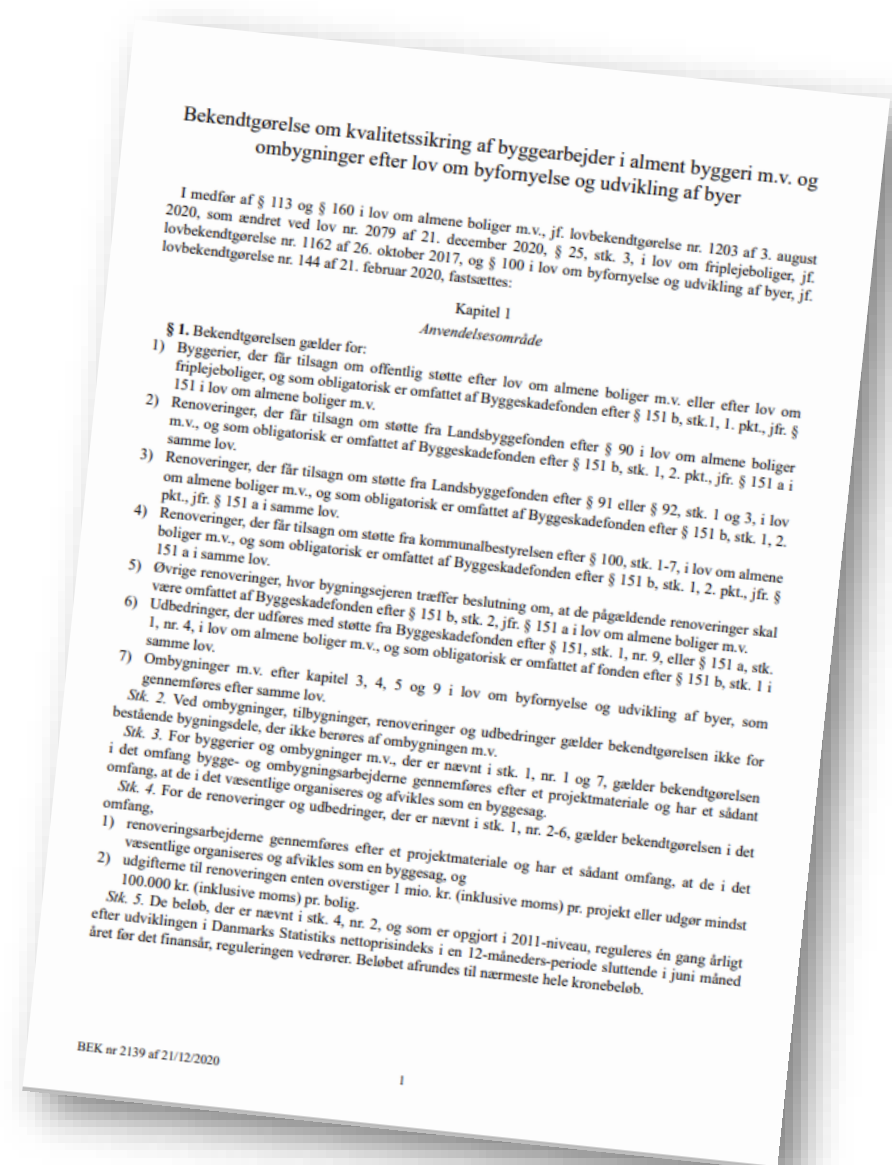 Bekendtgørelse om kvalitetssikring af byggearbejder i alment byggeri m.v. og
ombygninger efter lov om byfornyelse og udvikling af byer
I medfør af § 113 og § 160 i lov om almene boliger m.v., jf. lovbekendtgørelse nr. 1203 af 3. august
2020, som ændret ved lov nr. 2079 af 21. december 2020, § 25, stk. 3, i lov om friplejeboliger, jf.
lovbekendtgørelse nr. 1162 af 26. oktober 2017, og § 100 i lov om byfornyelse og udvikling af byer, jf.
lovbekendtgørelse nr. 144 af 21. februar 2020, fastsættes:
Kapitel 1
Anvendelsesområde
§ 1. Bekendtgørelsen gælder for:
1) Byggerier, der får tilsagn om offentlig støtte efter lov om almene boliger m.v. eller efter lov om
friplejeboliger, og som obligatorisk er omfattet af Byggeskadefonden efter § 151 b, stk.1, 1. pkt., jfr. §
151 i lov om almene boliger m.v.
2) Renoveringer, der får tilsagn om støtte fra Landsbyggefonden efter § 90 i lov om almene boliger
m.v., og som obligatorisk er omfattet af Byggeskadefonden efter § 151 b, stk. 1, 2. pkt., jfr. § 151 a i
samme lov.
3) Renoveringer, der får tilsagn om støtte fra Landsbyggefonden efter § 91 eller § 92, stk. 1 og 3, i lov
om almene boliger m.v., og som obligatorisk er omfattet af Byggeskadefonden efter § 151 b, stk. 1, 2.
pkt., jfr. § 151 a i samme lov.
4) Renoveringer, der får tilsagn om støtte fra kommunalbestyrelsen efter § 100, stk. 1-7, i lov om almene
boliger m.v., og som obligatorisk er omfattet af Byggeskadefonden efter § 151 b, stk. 1, 2. pkt., jfr. §
151 a i samme lov.
5) Øvrige renoveringer, hvor bygningsejeren træffer beslutning om, at de pågældende renoveringer skal
være omfattet af Byggeskadefonden efter § 151 b, stk. 2, jfr. § 151 a i lov om almene boliger m.v.
6) Udbedringer, der udføres med støtte fra Byggeskadefonden efter § 151, stk. 1, nr. 9, eller § 151 a, stk.
1, nr. 4, i lov om almene boliger m.v., og som obligatorisk er omfattet af fonden efter § 151 b, stk. 1 i
samme lov.
7) Ombygninger m.v. efter kapitel 3, 4, 5 og 9 i lov om byfornyelse og udvikling af byer, som
gennemføres efter samme lov.
Stk. 2. Ved ombygninger, tilbygninger, renoveringer og udbedringer gælder bekendtgørelsen ikke for
bestående bygningsdele, der ikke berøres af ombygningen m.v.
Stk. 3. For byggerier og ombygninger m.v., der er nævnt i stk. 1, nr. 1 og 7, gælder bekendtgørelsen
i det omfang bygge- og ombygningsarbejderne gennemføres efter et projektmateriale og har et sådant
omfang, at de i det væsentlige organiseres og afvikles som en byggesag.
Stk. 4. For de renoveringer og udbedringer, der er nævnt i stk. 1, nr. 2-6, gælder bekendtgørelsen i det
omfang,
1) renoveringsarbejderne gennemføres efter et projektmateriale og har et sådant omfang, at de i det
væsentlige organiseres og afvikles som en byggesag, og
2) udgifterne til renoveringen enten overstiger 1 mio. kr. (inklusive moms) pr. projekt eller udgør mindst
100.000 kr. (inklusive moms) pr. bolig.
Stk. 5. De beløb, der er nævnt i stk. 4, nr. 2, og som er opgjort i 2011-niveau, reguleres én gang årligt
efter udviklingen i Danmarks Statistiks nettoprisindeks i en 12-måneders-periode sluttende i juni måned
året før det finansår, reguleringen vedrører. Beløbet afrundes til nærmeste hele kronebeløb.
BEK nr 2139 af 21/12/2020
1